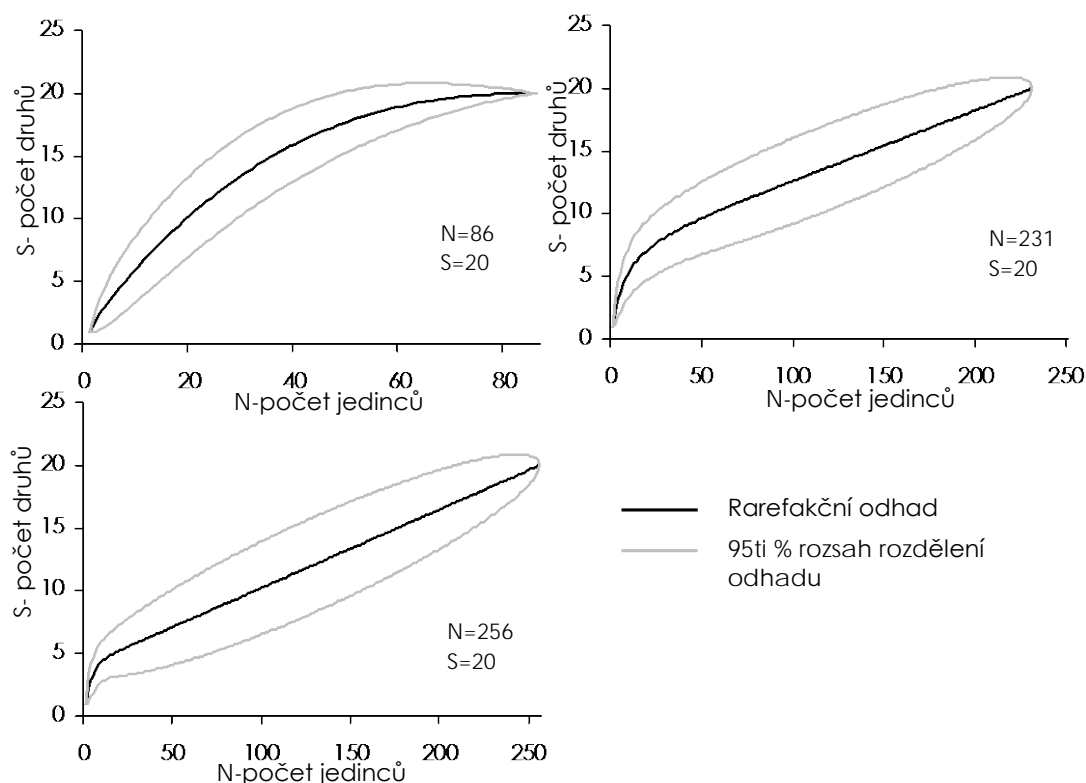 25
20
15
10
5
0
S- počet druhů
N=86
S=20
0 20 40 60 80
N-počet jedinců
25
20
15
10
5
0
S- počet druhů
N=231
S=20
0 50 100 150 200 250
N-počet jedinců
25
20
15
10
5
0
S- počet druhů
N=256
S=20
0 50 100 150 200 250
N-počet jedinců
Rarefakční odhad
95ti % rozsah rozdělení
odhadu